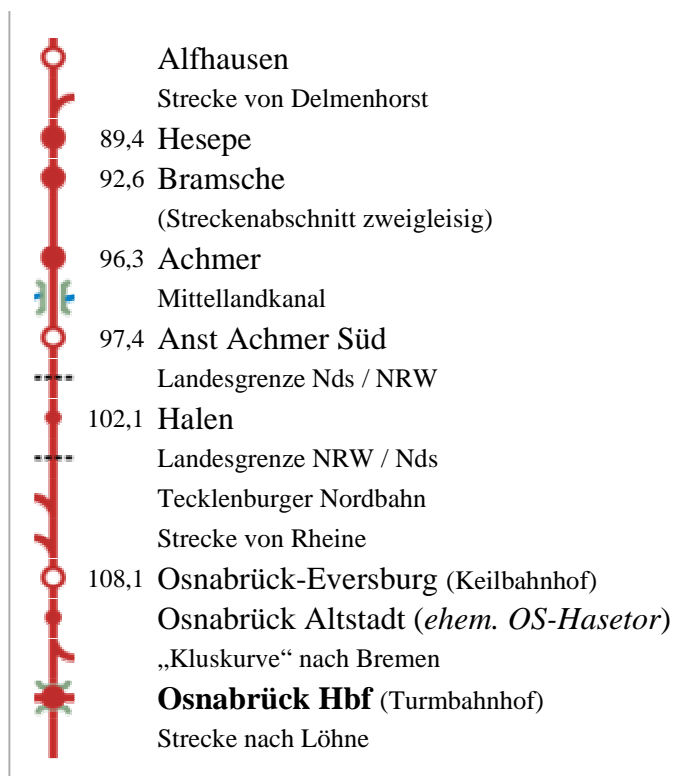 Alfhausen
Strecke von Delmenhorst
89,4 Hesepe
92,6 Bramsche
(Streckenabschnitt zweigleisig)
96,3 Achmer
Mittellandkanal
97,4 Anst Achmer Süd
Landesgrenze Nds / NRW
102,1 Halen
Landesgrenze NRW / Nds
Tecklenburger Nordbahn
Strecke von Rheine
108,1 Osnabrück-Eversburg (Keilbahnhof)
Osnabrück Altstadt (ehem. OS-Hasetor)
„Kluskurve“ nach Bremen
Osnabrück Hbf (Turmbahnhof)
Strecke nach Löhne